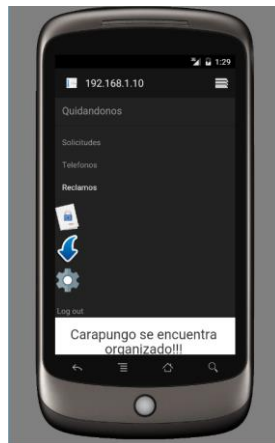 1:29
192.168.1.10
Quidandonos
Solicitudes
Telefonos
Reclamos
Log out
Carapungo se encuentra
organizado!!!